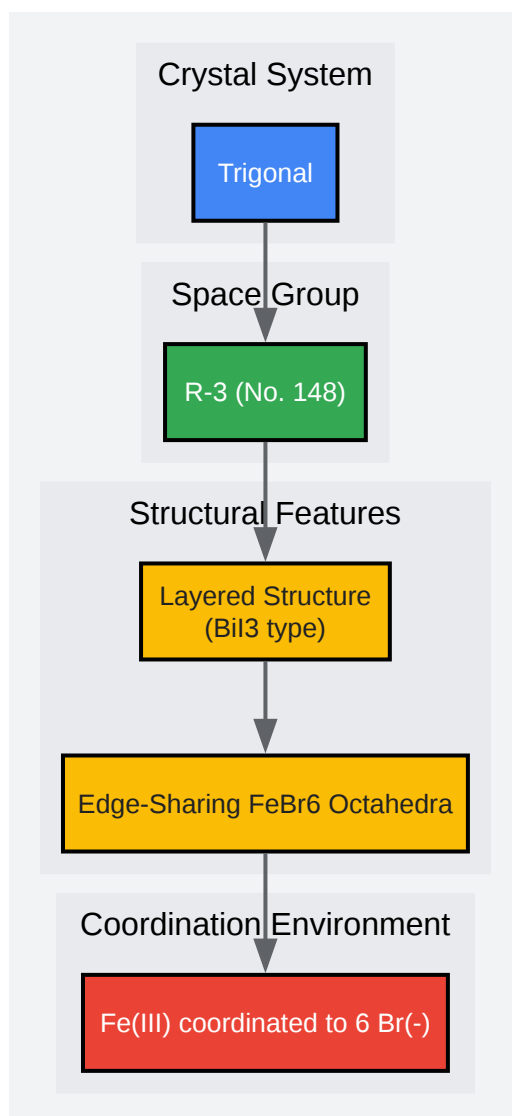 Crystal System
Trigonal
Space Group
R-3 (No. 148)
Structural Features
Layered Structure
(BiI3 type)
Edge-Sharing FeBr6 Octahedra
Coordination Environment
Fe(III) coordinated to 6 Br(-)